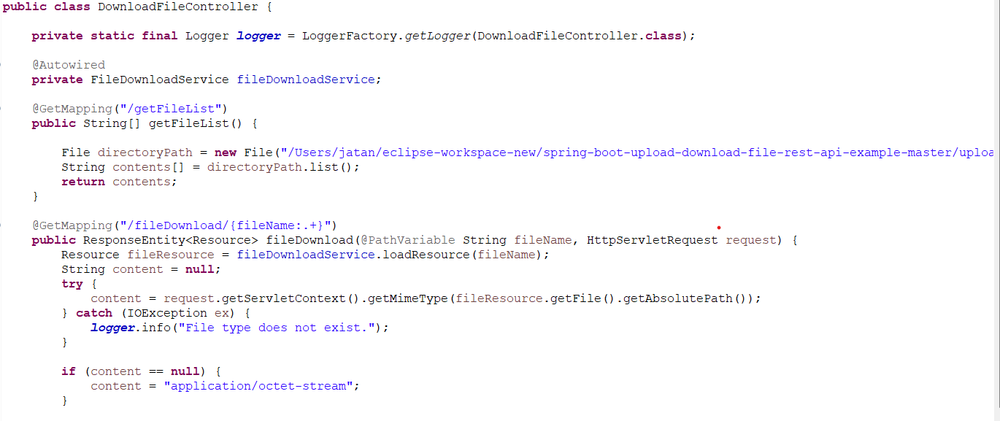 public class DownloadFileController {
private static final Logger logger = LoggerFactory.getLogger(DownloadFileController.class);
@Autowired
private FileDownloadService fileDownloadService;
@GetMapping("/getFileList")
public String[] getFileList() {
File directoryPath = new File("/Users/jatan/eclipse-workspace-new/spring-boot-upload-download-file-rest-api-example-master/uploa
String contents[] = directoryPath.list();
return contents;
}
@GetMapping("/fileDownload/{fileName:.+}")
public ResponseEntity<Resource> fileDownload(@PathVariable String fileName, HttpServletRequest request) {
Resource fileResource = fileDownloadService.loadResource(fileName);
String content = null;
try {
content = request.getServletContext().getMimeType(fileResource.getFile().getAbsolutePath());
} catch (IOException ex) {
logger.info("File type does not exist.");
}
if (content == null) {
content = "application/octet-stream";
}